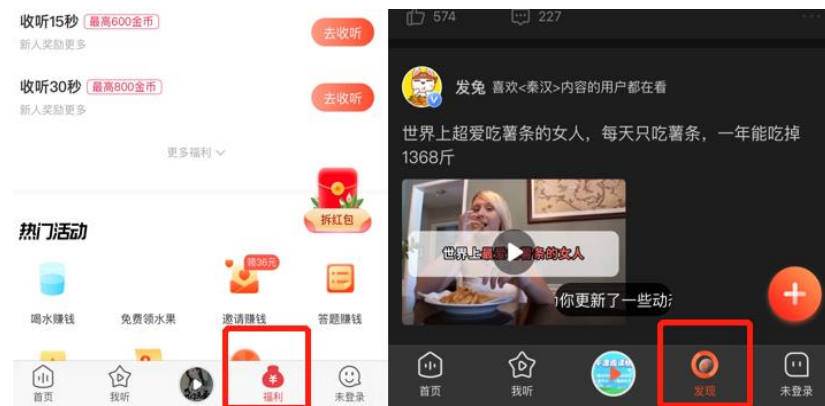 收听15秒 最高600金币
新人奖励更多
去收听
收听30秒 最高800金币
新人奖励更多
去收听
更多福利
拆红包
热门活动
领36元
喝水赚钱 免费领水果 邀请赚钱 答题赚钱
首页 我听 福利 未登录
574 227
发兔 喜欢<秦汉>内容的用户都在看
世界上超爱吃薯条的女人，每天只吃薯条，一年能吃掉
1368斤
世界上最爱 薯条的女人
你更新了一些动
首页 我听 发现 未登录